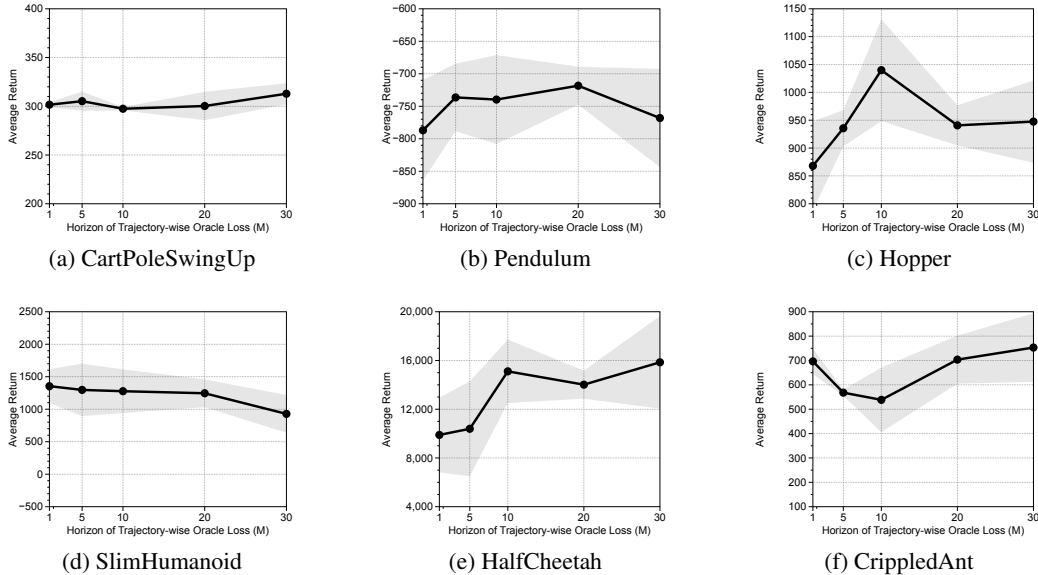 400
350
300
250
200
Average Return
1 5 10 20 30
Horizon of Trajectory-wise Oracle Loss (M)
(a) CartPoleSwingUp
−600
−650
−700
−750
−800
−850
−900
Average Return
1 5 10 20 30
Horizon of Trajectory-wise Oracle Loss (M)
(b) Pendulum
1150
1100
1050
1000
950
900
850
800
Average Return
1 5 10 20 30
Horizon of Trajectory-wise Oracle Loss (M)
(c) Hopper
2500
2000
1500
1000
500
0
−500
Average Return
1 5 10 20 30
Horizon of Trajectory-wise Oracle Loss (M)
(d) SlimHumanoid
20,000
16,000
12,000
8,000
4,000
Average Return
1 5 10 20 30
Horizon of Trajectory-wise Oracle Loss (M)
(e) HalfCheetah
900
800
700
600
500
400
300
200
100
Average Return
1 5 10 20 30
Horizon of Trajectory-wise Oracle Loss (M)
(f) CrippledAnt